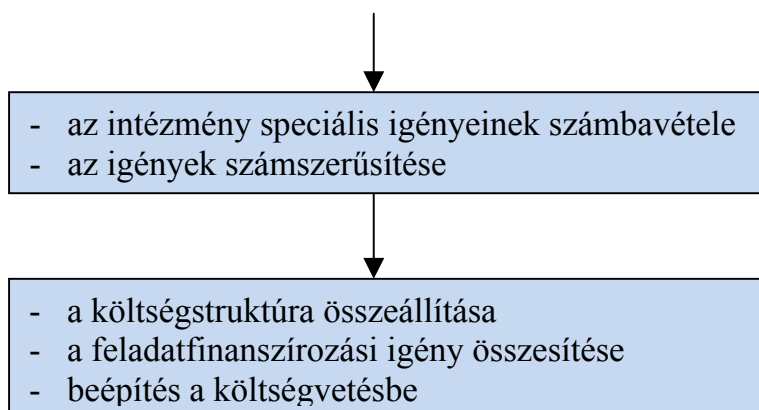 - az intézmény speciális igényeinek számbavétele
- az igények számszerűsítése
- a költségstruktúra összeállítása
- a feladatfinanszírozási igény összesítése
- beépítés a költségvetésbe